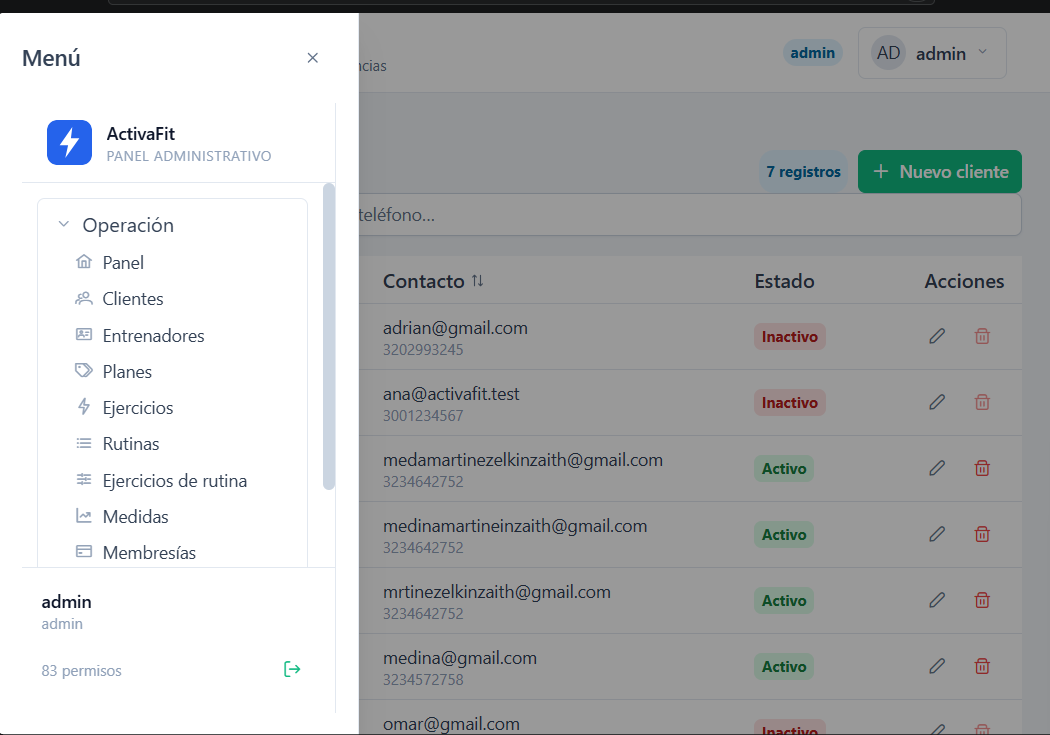 Menú
ActivaFit
PANEL ADMINISTRATIVO
Operación
Panel
Clientes
Entrenadores
Planes
Ejercicios
Rutinas
Ejercicios de rutina
Medidas
Membresías
admin
admin
83 permisos
admin
AD admin
7 registros
Nuevo cliente
teléfono...
Contacto Estado Acciones
adrian@gmail.com
3202993245
Inactivo
ana@activafit.test
3001234567
Inactivo
medamartinezelkinzaith@gmail.com
3234642752
Activo
medinamartineinzaith@gmail.com
3234642752
Activo
mrtinezelkinzaith@gmail.com
3234642752
Activo
medina@gmail.com
3234572758
Activo
omar@gmail.com
Inactivo